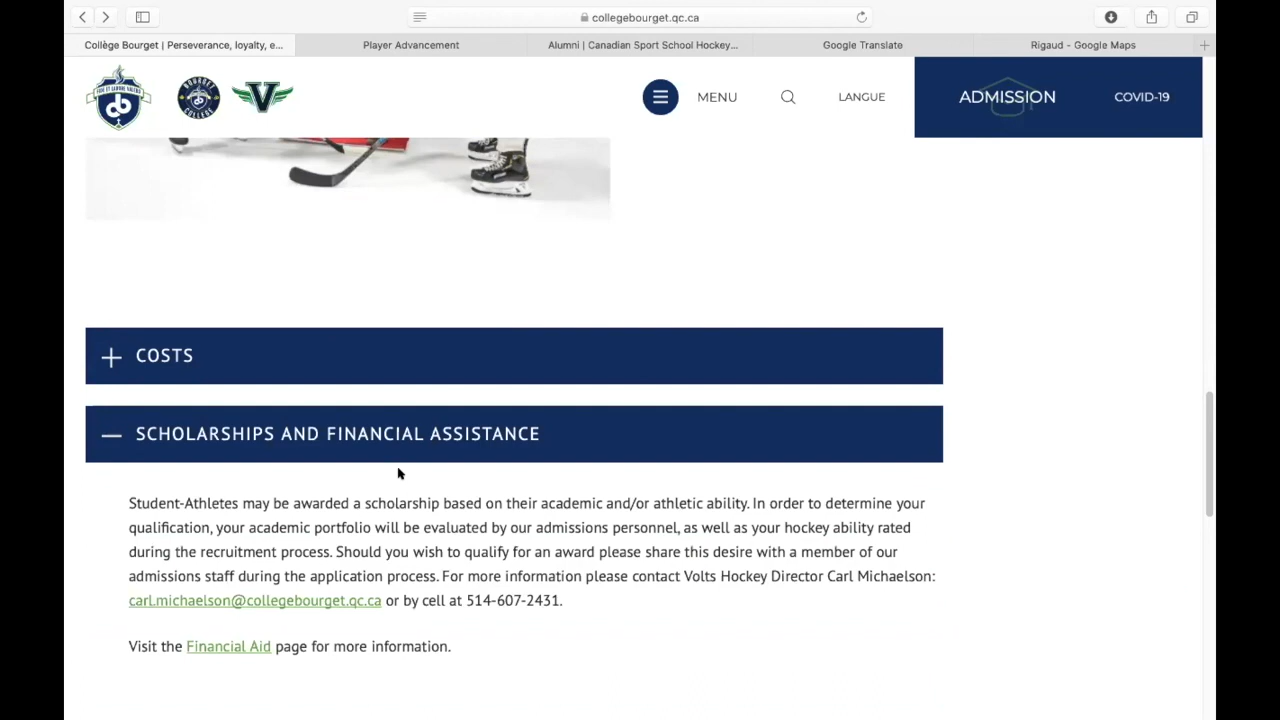 collegebourget.qc.ca
Collège Bourget | Perseverance, loyalty, e...
Player Advancement
Alumni | Canadian Sport School Hockey...
Google Translate
Rigaud - Google Maps
V
MENU
LANGUE
ADMISSION
COVID-19
COSTS
SCHOLARSHIPS AND FINANCIAL ASSISTANCE
Student-Athletes may be awarded a scholarship based on their academic and/or athletic ability. In order to determine your
qualification, your academic portfolio will be evaluated by our admissions personnel, as well as your hockey ability rated
during the recruitment process. Should you wish to qualify for an award please share this desire with a member of our
admissions staff during the application process. For more information please contact Volts Hockey Director Carl Michaelson:
carl.michaelson@collegebourget.qc.ca or by cell at 514-607-2431.
Visit the Financial Aid page for more information.